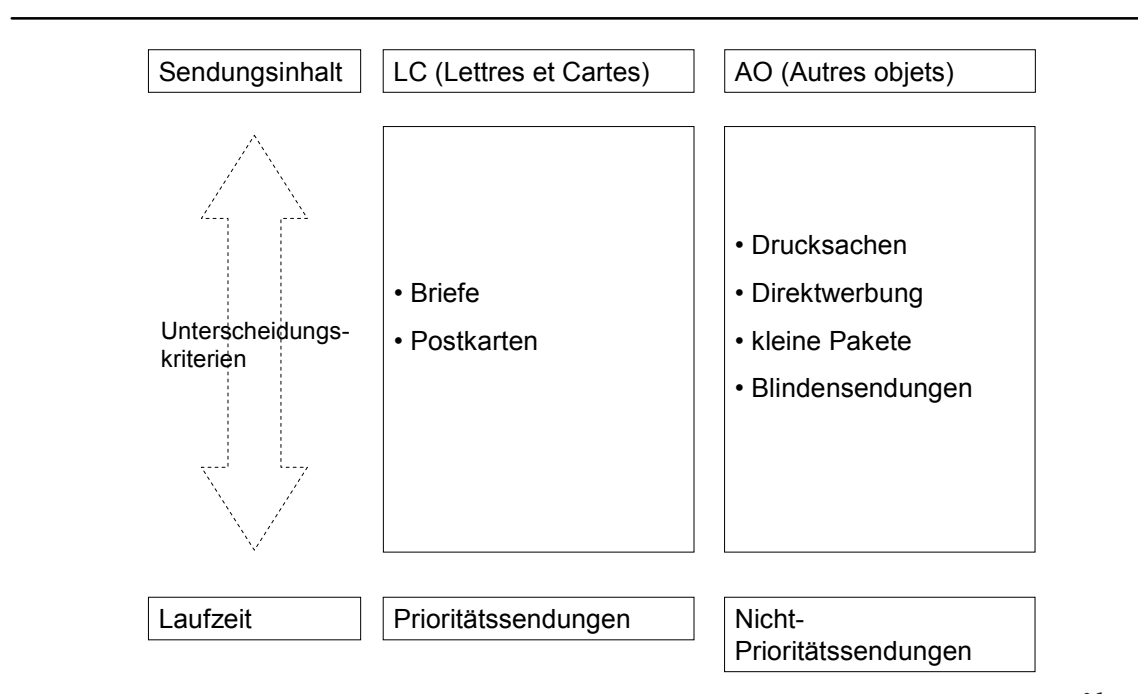 Sendungsinhalt
LC (Lettres et Cartes)
AO (Autres objets)
Unterscheidungs-
kriterien
• Briefe
• Postkarten
• Drucksachen
• Direktwerbung
• kleine Pakete
• Blindensendungen
Laufzeit
Prioritätssendungen
Nicht-
Prioritätssendungen